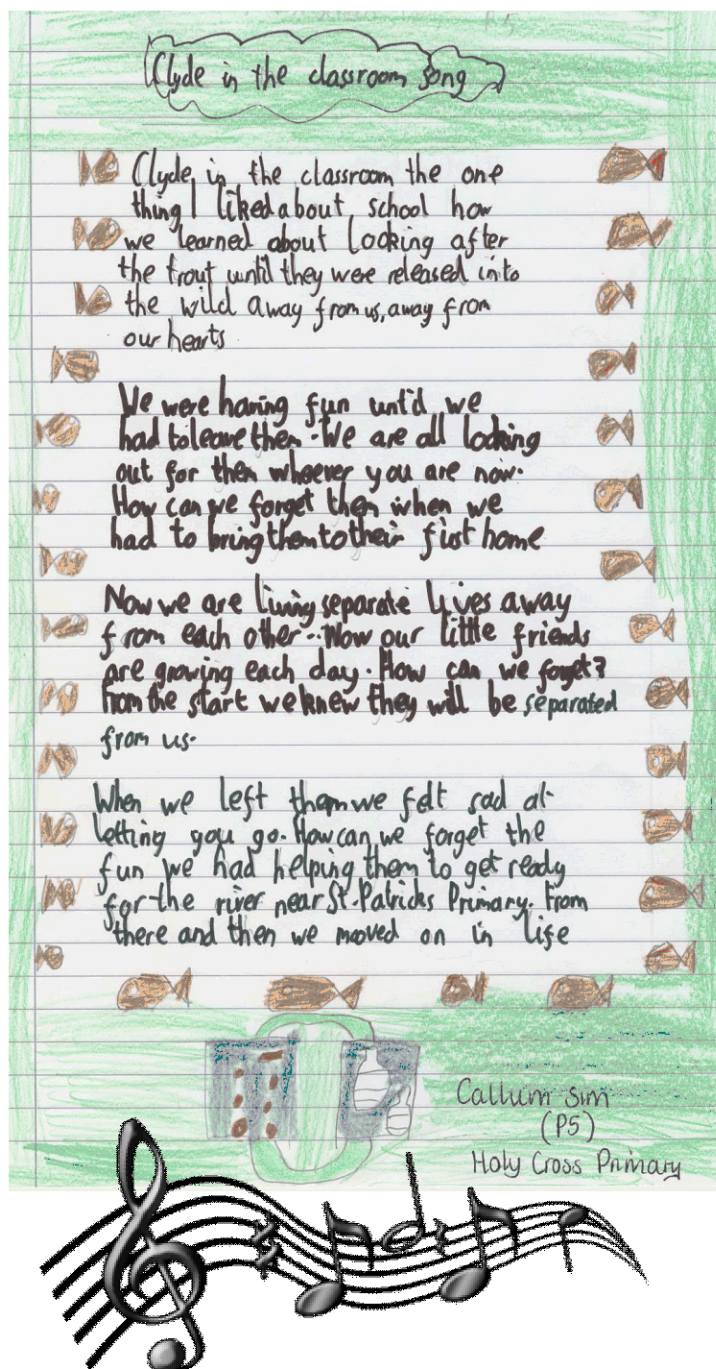 Clyde in the classroom song
Clyde in the classroom the one
thing I liked about school how
we learned about looking after
the trout until they were released into
the wild away from us, away from
our hearts
We were having fun until we
had to leave them. We are all looking
out for them whoever you are now.
How can we forget them when we
had to bring them to their first home
Now we are living separate lives away
from each other.. Now our little friends
are growing each day. How can we forget?
from the start we knew they will be separated
from us.
When we left them we felt sad at
letting you go. How can we forget the
fun we had helping them to get ready
for the river near St. Patricks Primary. From
there and then we moved on in life
Callum Sim
(P5)
Holy Cross Primary